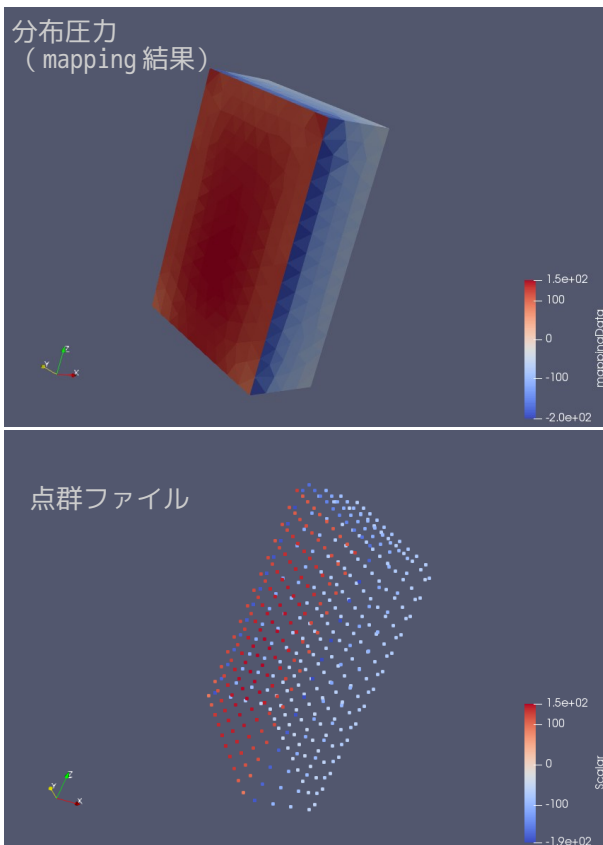 分布圧力
（mapping 結果）
1.5e+02
100
0
-100
-2.0e+02
mappingData
Z
Y
X
点群ファイル
1.5e+02
100
0
-100
-1.9e+02
Scalar
Z
Y
X